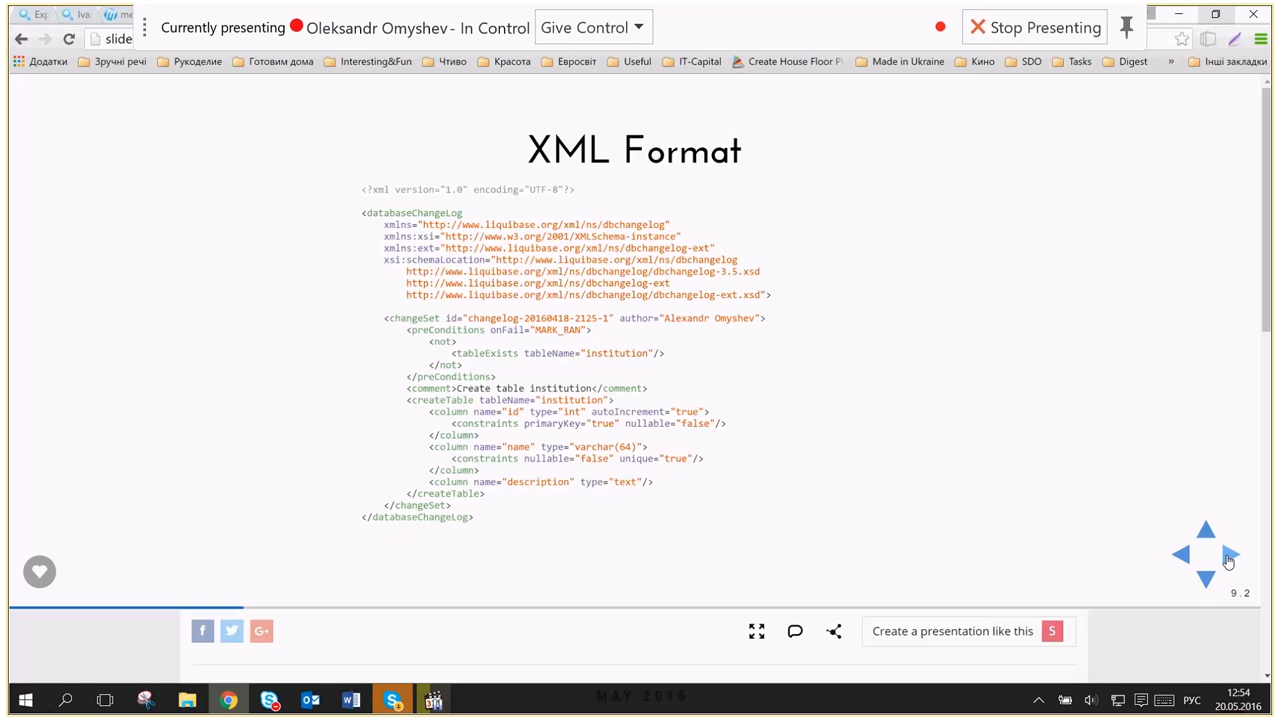 Exp
Iva
me
Currently presenting Oleksandr Omyshev - In Control Give Control Stop Presenting
slide
Додатки Зручні речі Рукоделие Готовим дома Interesting&Fun Чтиво Красота Євросвіт Useful IT-Capital Create House Floor P Made in Ukraine Кино SDO Tasks Digest » Інші закладки
XML Format
<?xml version="1.0" encoding="UTF-8"?>
<databaseChangeLog
xmlns="http://www.liquibase.org/xml/ns/dbchangelog"
xmlns:xsi="http://www.w3.org/2001/XMLSchema-instance"
xmlns:ext="http://www.liquibase.org/xml/ns/dbchangelog-ext"
xsi:schemaLocation="http://www.liquibase.org/xml/ns/dbchangelog
http://www.liquibase.org/xml/ns/dbchangelog/dbchangelog-3.5.xsd
http://www.liquibase.org/xml/ns/dbchangelog-ext
http://www.liquibase.org/xml/ns/dbchangelog/dbchangelog-ext.xsd">
<changeSet id="changelog-20160418-2125-1" author="Alexandr Omyshev">
<preConditions onFail="MARK_RAN">
<not>
<tableExists tableName="institution"/>
</not>
</preConditions>
<comment>Create table institution</comment>
<createTable tableName="institution">
<column name="id" type="int" autoIncrement="true">
<constraints primaryKey="true" nullable="false"/>
</column>
<column name="name" type="varchar(64)">
<constraints nullable="false" unique="true"/>
</column>
<column name="description" type="text"/>
</createTable>
</changeSet>
</databaseChangeLog>
9.2
f G+ Create a presentation like this S
MAY 2016
РУС
12:54
20.05.2016